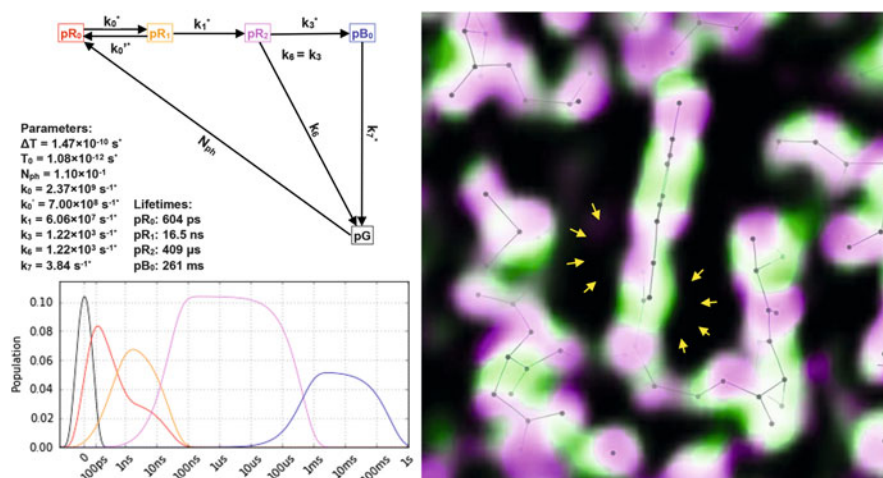 k₀* k₁* k₃*
pR₀ pR₁ pR₂ pB₀
k₀'* k₆ = k₃
k₇*
k₆
Nₚₕ
pG
Parameters:
ΔT = 1.47×10⁻¹⁰ s*
T₀ = 1.08×10⁻¹² s*
Nₚₕ = 1.10×10⁻¹
k₀ = 2.37×10⁹ s⁻¹*
k₀' = 7.00×10⁸ s⁻¹*
k₁ = 6.06×10⁷ s⁻¹*
k₃ = 1.22×10³ s⁻¹*
k₆ = 1.22×10³ s⁻¹*
k₇ = 3.84 s⁻¹*
Lifetimes:
pR₀: 604 ps
pR₁: 16.5 ns
pR₂: 409 µs
pB₀: 261 ms
Population
0.10
0.08
0.06
0.04
0.02
0.00
0 100ps 1ns 10ns 100ns 1us 10us 100us 1ms 10ms 100ms 1s